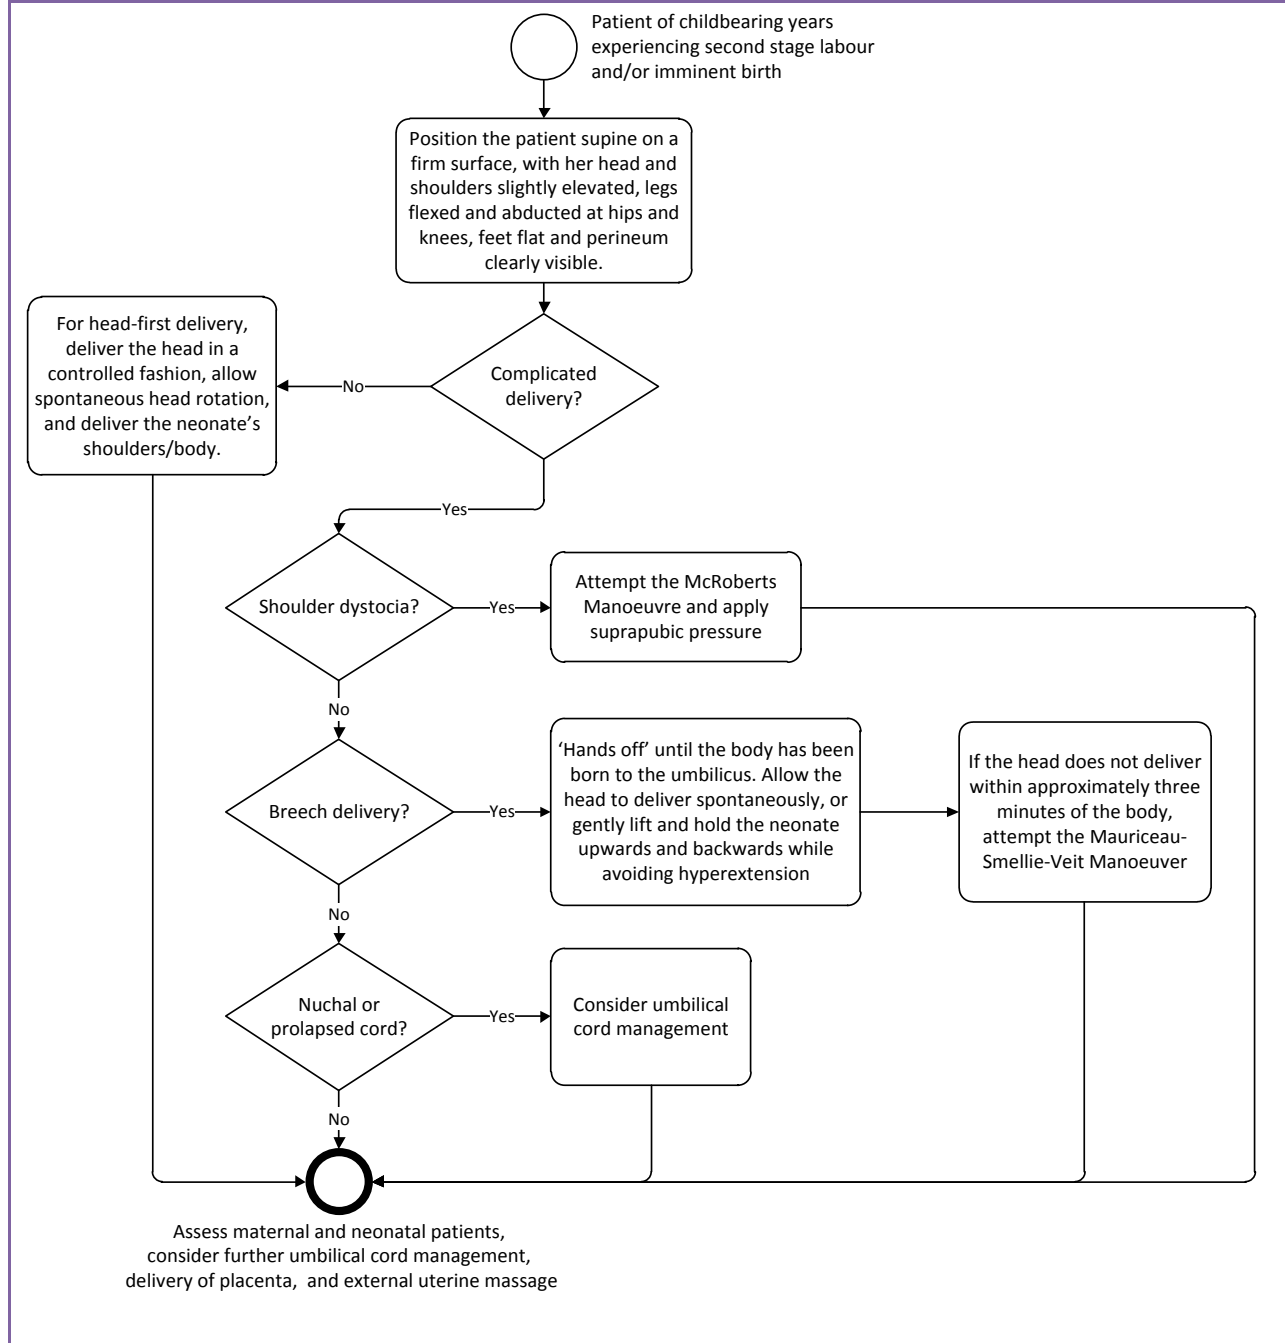 Patient of childbearing years
experiencing second stage labour
and/or imminent birth
Position the patient supine on a
firm surface, with her head and
shoulders slightly elevated, legs
flexed and abducted at hips and
knees, feet flat and perineum
clearly visible.
Complicated
delivery?
No
For head-first delivery,
deliver the head in a
controlled fashion, allow
spontaneous head rotation,
and deliver the neonate’s
shoulders/body.
Yes
Shoulder dystocia?
Yes
Attempt the McRoberts
Manoeuvre and apply
suprapubic pressure
No
Breech delivery?
Yes
‘Hands off’ until the body has been
born to the umbilicus. Allow the
head to deliver spontaneously, or
gently lift and hold the neonate
upwards and backwards while
avoiding hyperextension
If the head does not deliver
within approximately three
minutes of the body,
attempt the Mauriceau-
Smellie-Veit Manoeuver
No
Nuchal or
prolapsed cord?
Yes
Consider umbilical
cord management
No
Assess maternal and neonatal patients,
consider further umbilical cord management,
delivery of placenta,  and external uterine massage